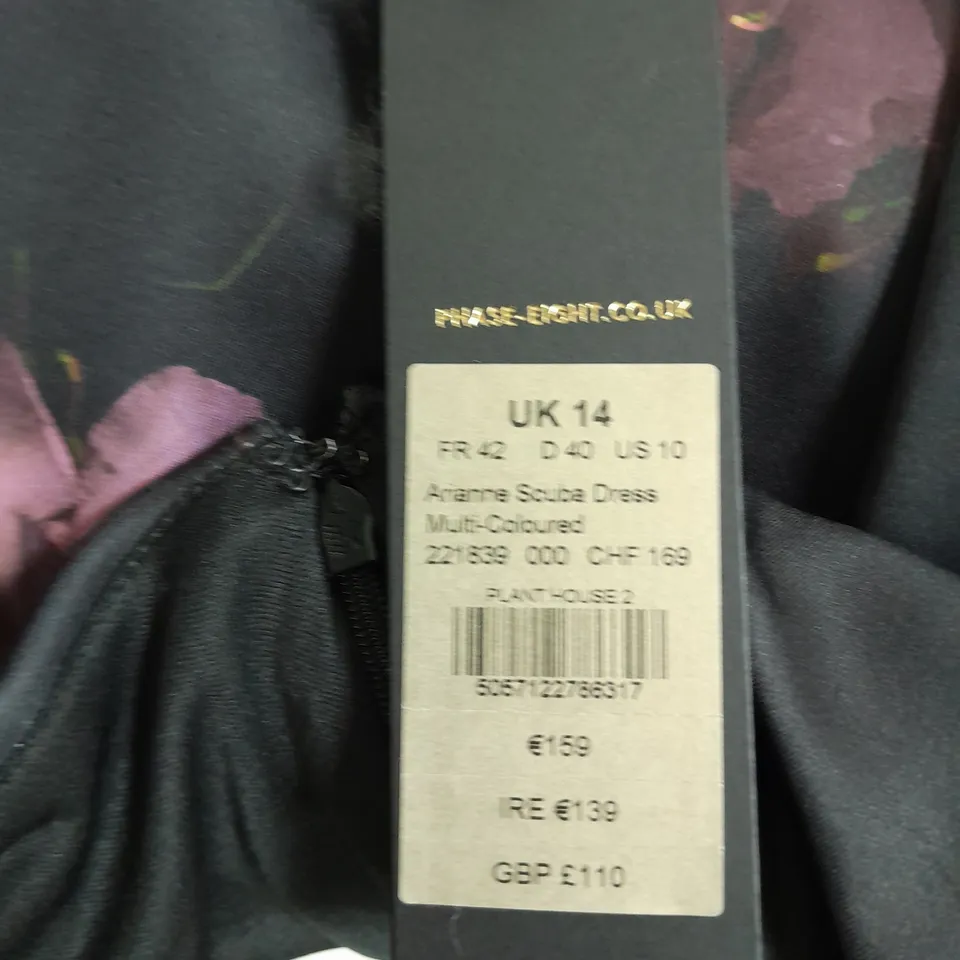 PHASE-EIGHT.CO.UK
UK 14
FR 42 D 40 US 10
Arianne Scuba Dress
Multi-Coloured
221839 000 CHF 169
PLANT HOUSE 2
5057122786317
€159
IRE €139
GBP £110